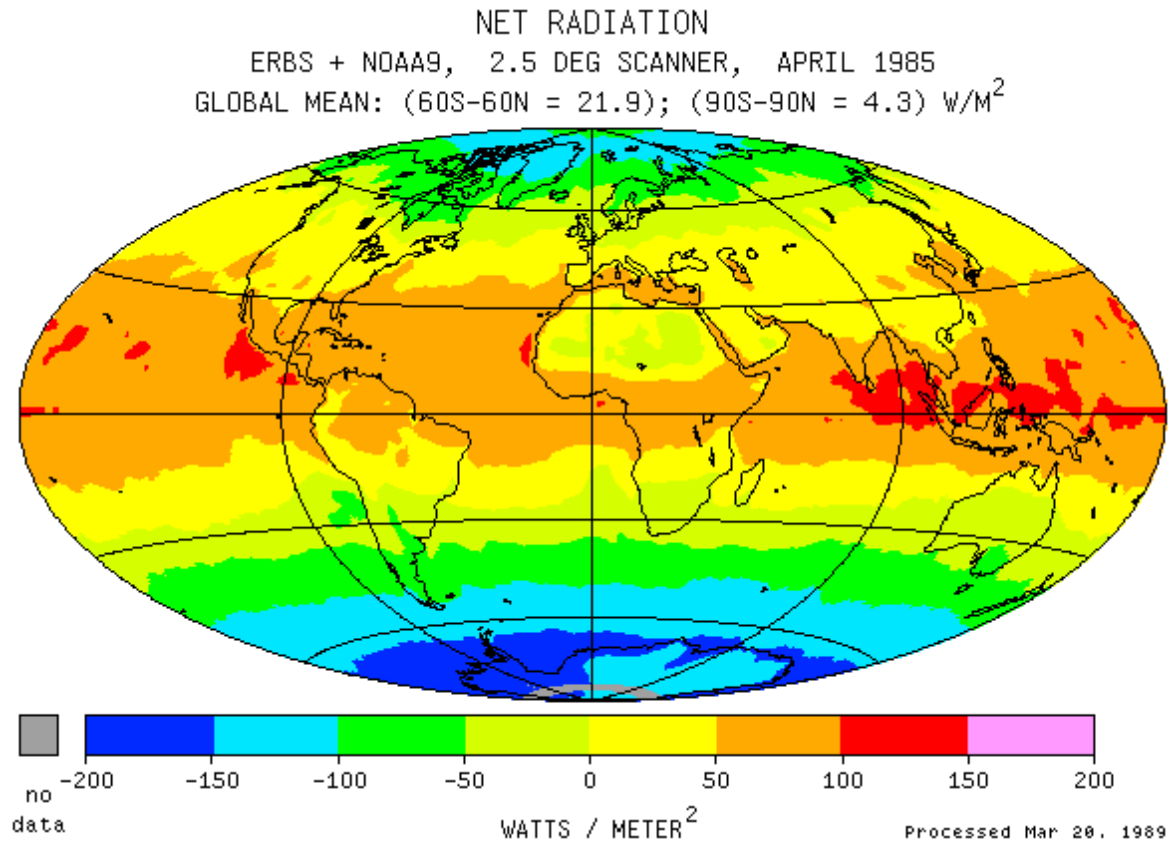 NET RADIATION
ERBS + NOAA9, 2.5 DEG SCANNER, APRIL 1985
GLOBAL MEAN: (60S-60N = 21.9); (90S-90N = 4.3) W/M²
-200 -150 -100 -50 0 50 100 150 200
no
data
WATTS / METER²
Processed Mar 20, 1989